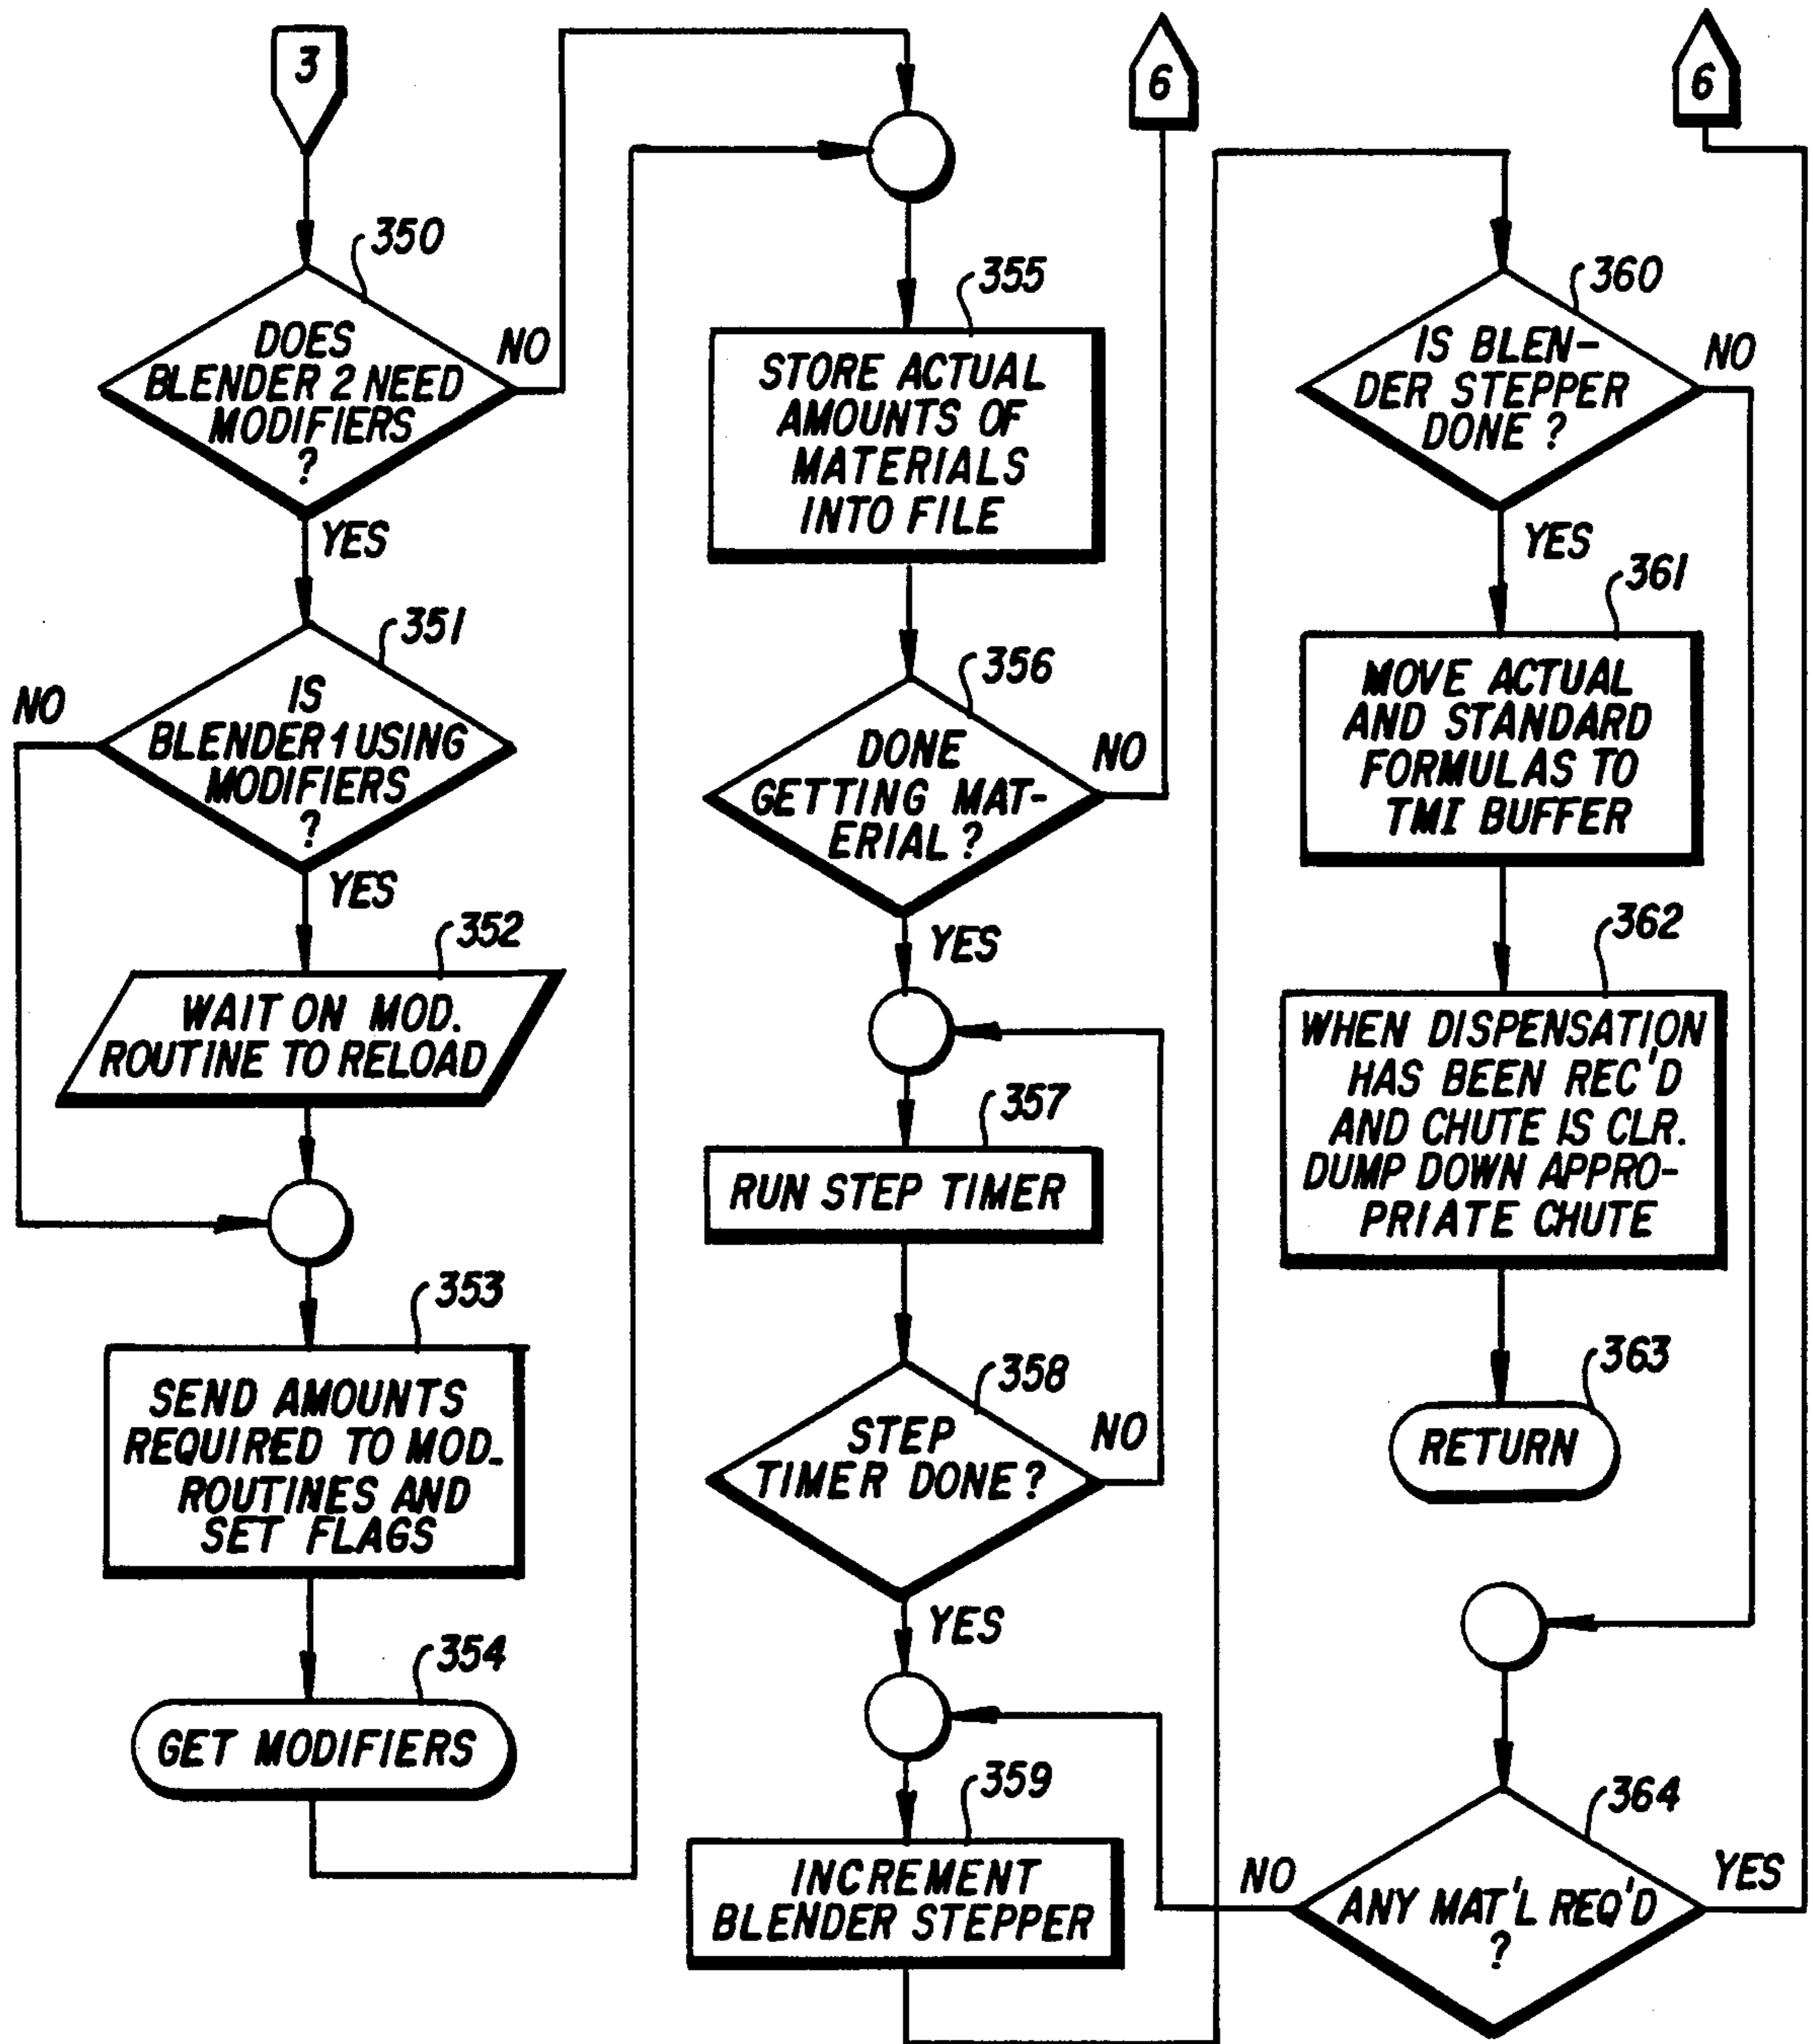 3
350
DOES
BLENDER 2 NEED
MODIFIERS
?
NO
YES
351
IS
BLENDER 1 USING
MODIFIERS
?
NO
YES
352
WAIT ON MOD.
ROUTINE TO RELOAD
353
SEND AMOUNTS
REQUIRED TO MOD.
ROUTINES AND
SET FLAGS
354
GET MODIFIERS
355
STORE ACTUAL
AMOUNTS OF
MATERIALS
INTO FILE
6
356
DONE
GETTING MAT-
ERIAL ?
NO
YES
357
RUN STEP TIMER
358
STEP
TIMER DONE ?
NO
YES
359
INCREMENT
BLENDER STEPPER
6
360
IS BLEN-
DER STEPPER
DONE ?
NO
YES
361
MOVE ACTUAL
AND STANDARD
FORMULAS TO
TMI BUFFER
362
WHEN DISPENSATION
HAS BEEN REC'D
AND CHUTE IS CLR.
DUMP DOWN APPRO-
PRIATE CHUTE
363
RETURN
364
ANY MAT'L REQ'D
?
NO
YES